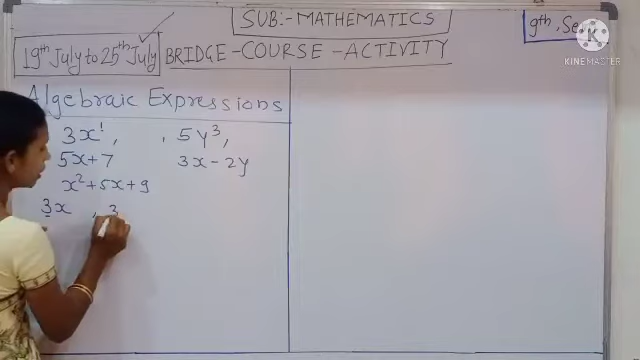 SUB:- MATHEMATICS
9th, Se
KINEMASTER
19th July to 25th July BRIDGE-COURSE-ACTIVITY
Algebraic Expressions
3x¹, , 5y³,
5x+7 3x-2y
x²+5x+9
3x , 3